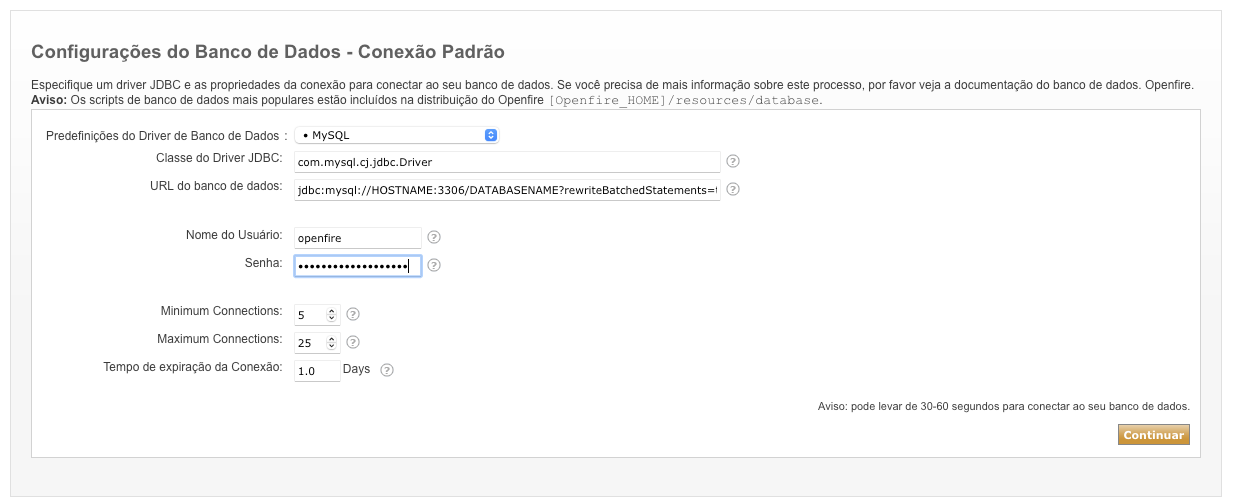 Configurações do Banco de Dados - Conexão Padrão
Especifique um driver JDBC e as propriedades da conexão para conectar ao seu banco de dados. Se você precisa de mais informação sobre este processo, por favor veja a documentação do banco de dados. Openfire.
Aviso: Os scripts de banco de dados mais populares estão incluídos na distribuição do Openfire [Openfire_HOME]/resources/database.
Predefinições do Driver de Banco de Dados : • MySQL
Classe do Driver JDBC: com.mysql.cj.jdbc.Driver ?
URL do banco de dados: jdbc:mysql://HOSTNAME:3306/DATABASENAME?rewriteBatchedStatements= ?
Nome do Usuário: openfire ?
Senha: ••••••••••••••••••• ?
Minimum Connections: 5 ?
Maximum Connections: 25 ?
Tempo de expiração da Conexão: 1.0 Days ?
Aviso: pode levar de 30-60 segundos para conectar ao seu banco de dados.
Continuar